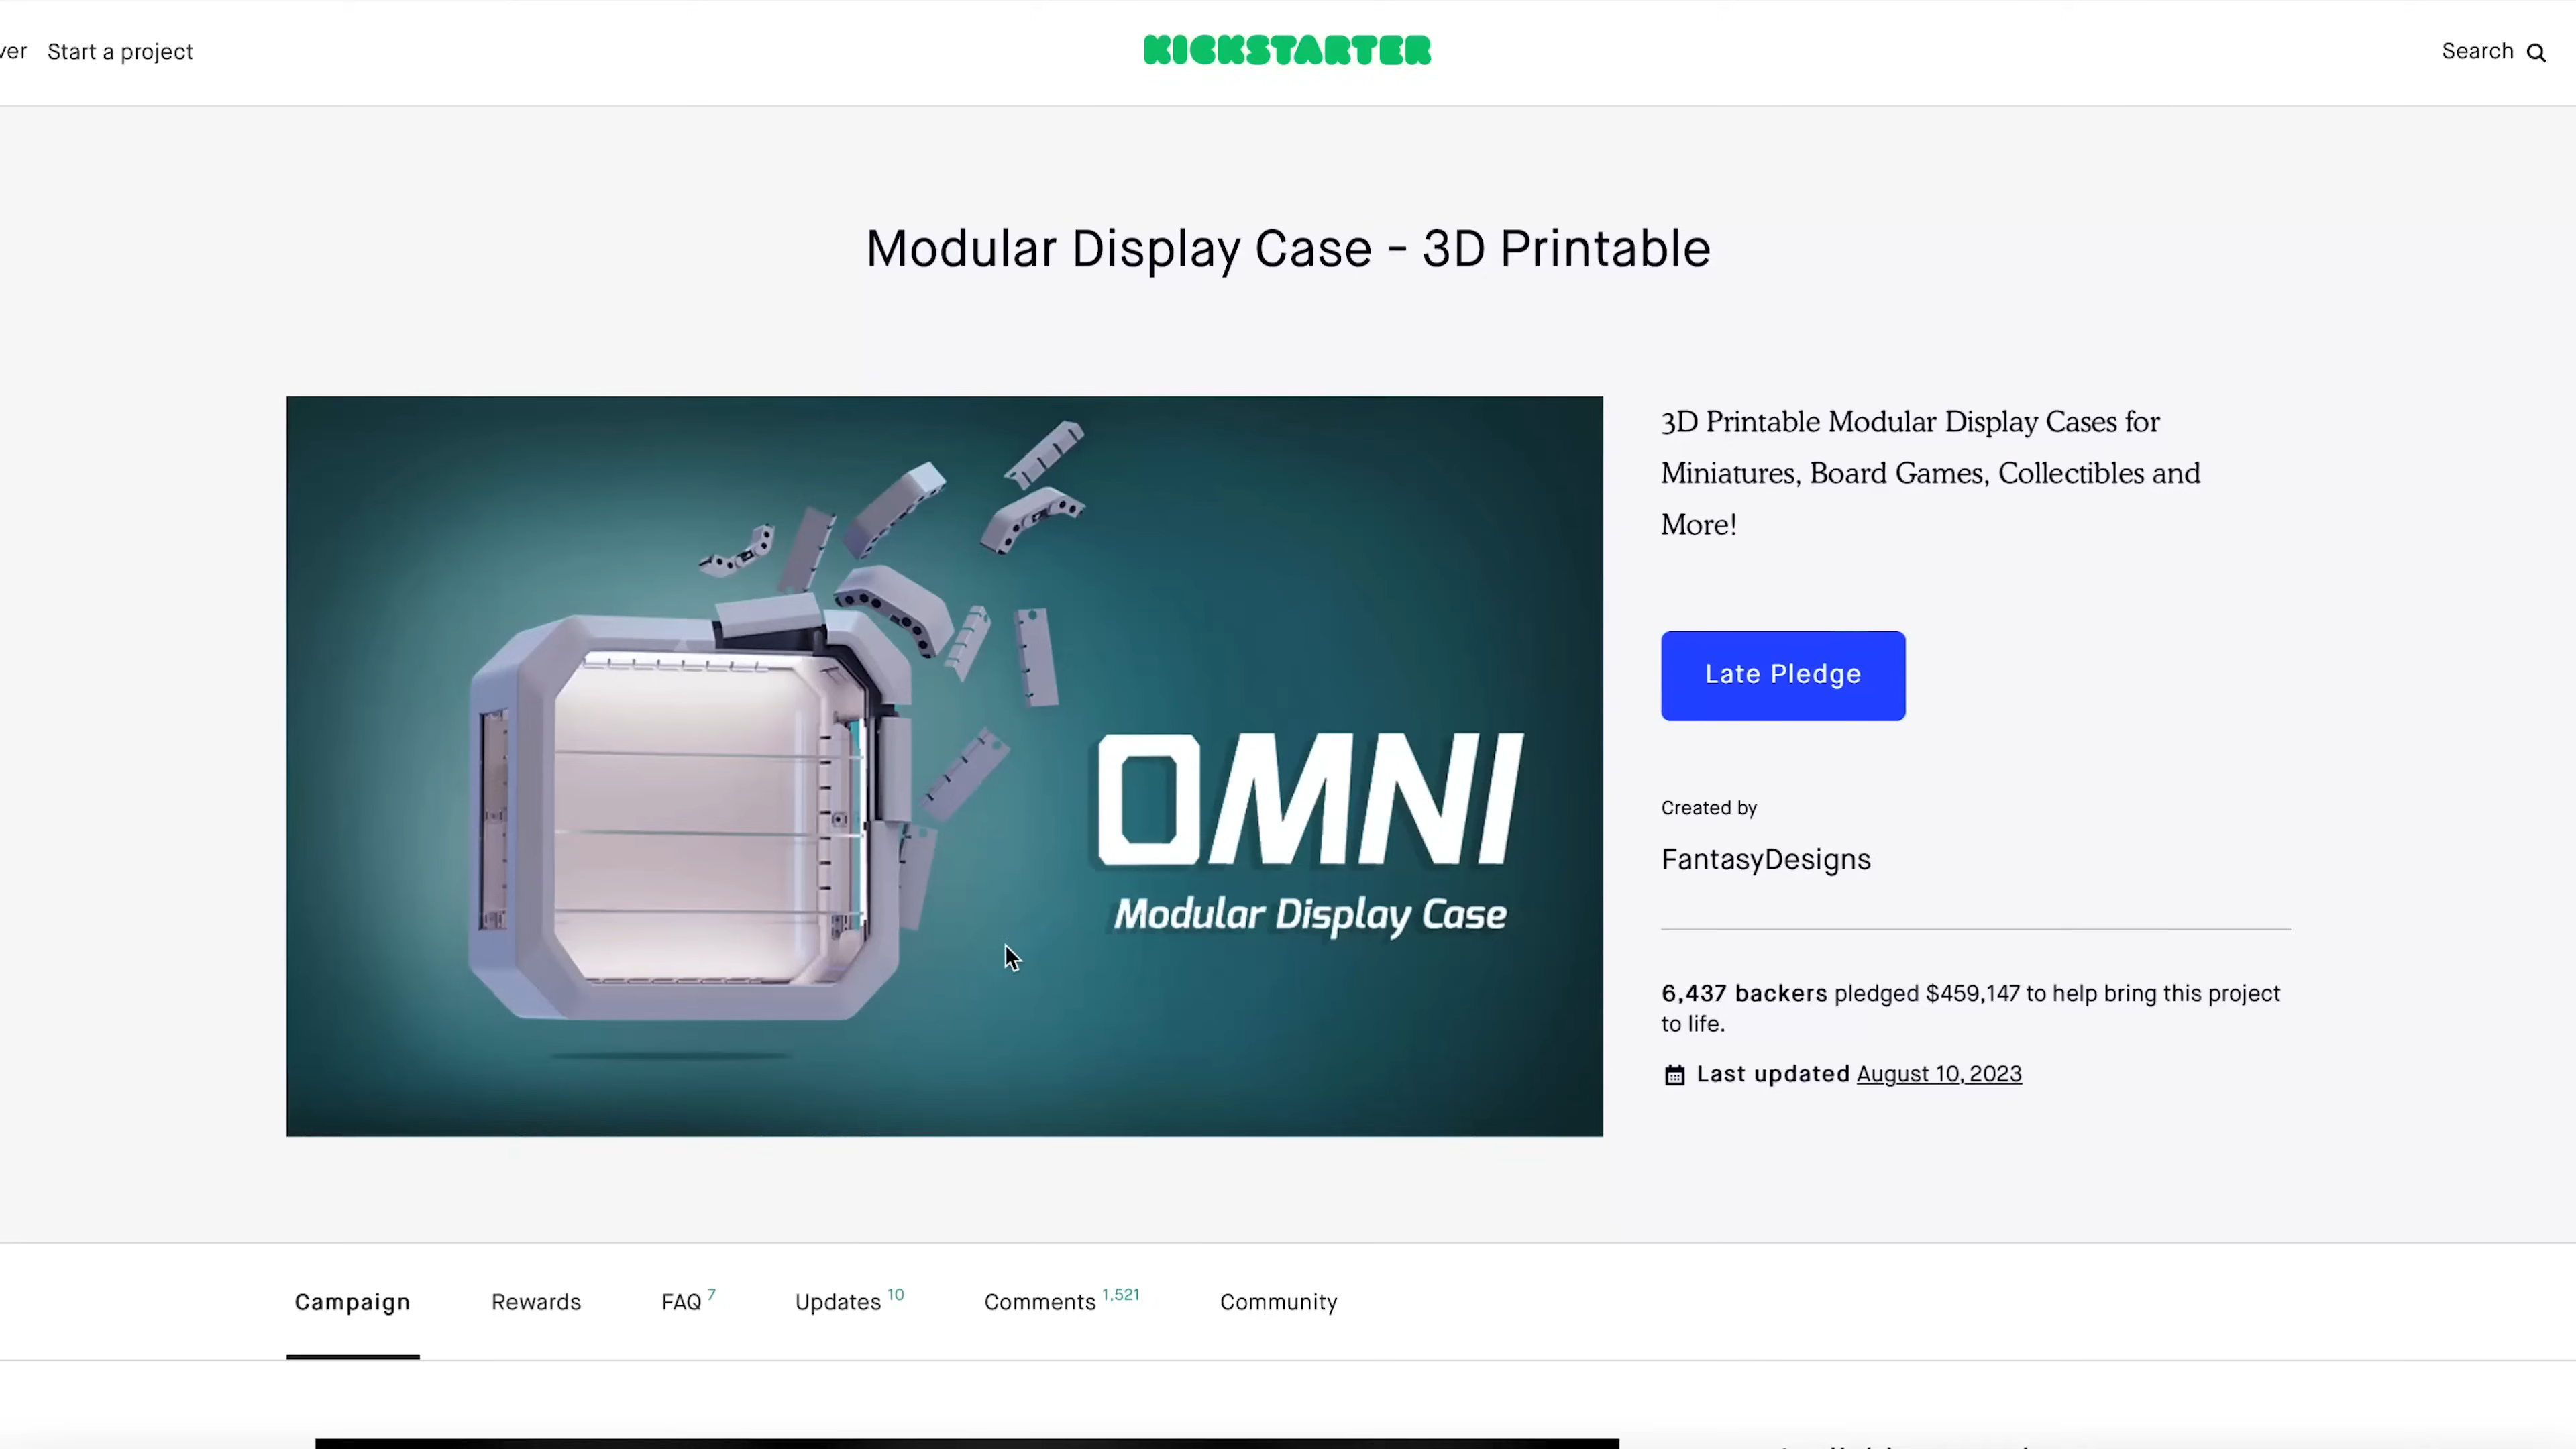 Start a project
KICKSTARTER
Search
Modular Display Case - 3D Printable
OMNI
Modular Display Case
3D Printable Modular Display Cases for
Miniatures, Board Games, Collectibles and
More!
Late Pledge
Created by
FantasyDesigns
6,437 backers pledged $459,147 to help bring this project
to life.
Last updated August 10, 2023
Campaign
Rewards
FAQ 7
Updates 10
Comments 1,521
Community